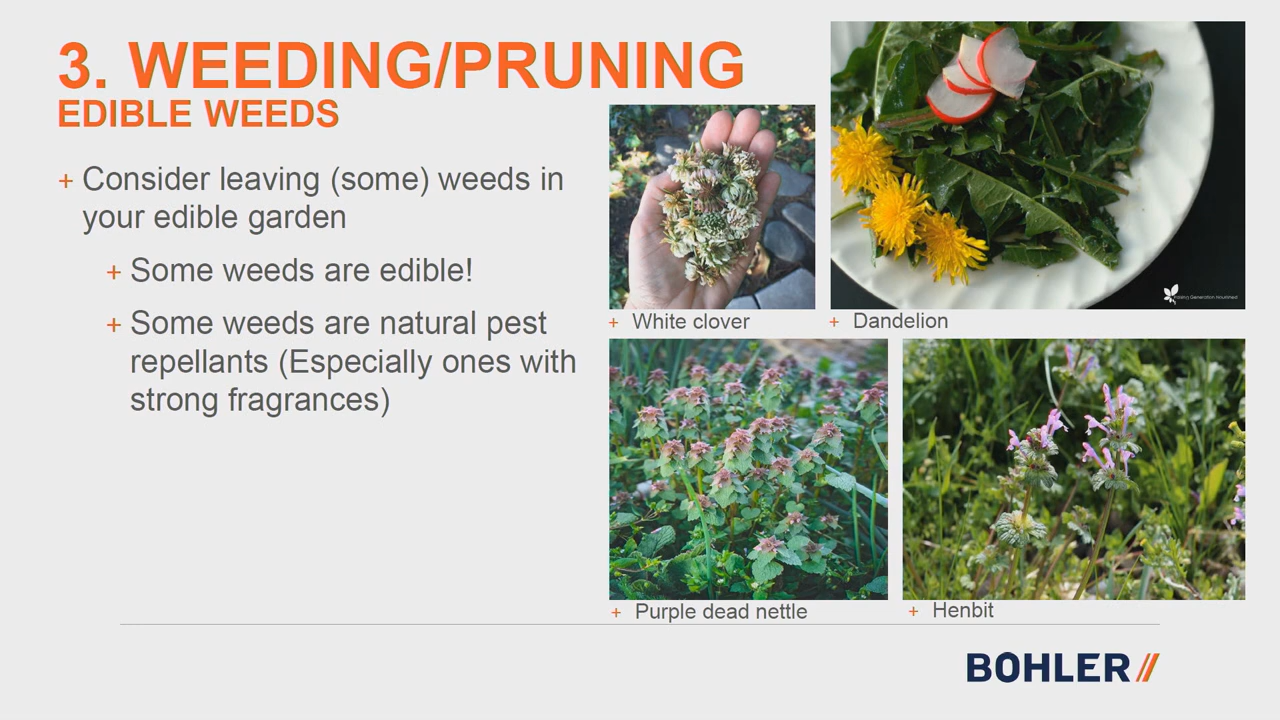 3. WEEDING/PRUNING
EDIBLE WEEDS
+ Consider leaving (some) weeds in
your edible garden
+ Some weeds are edible!
+ Some weeds are natural pest
repellants (Especially ones with
strong fragrances)
+ White clover
+ Dandelion
+ Purple dead nettle
+ Henbit
BOHLER//